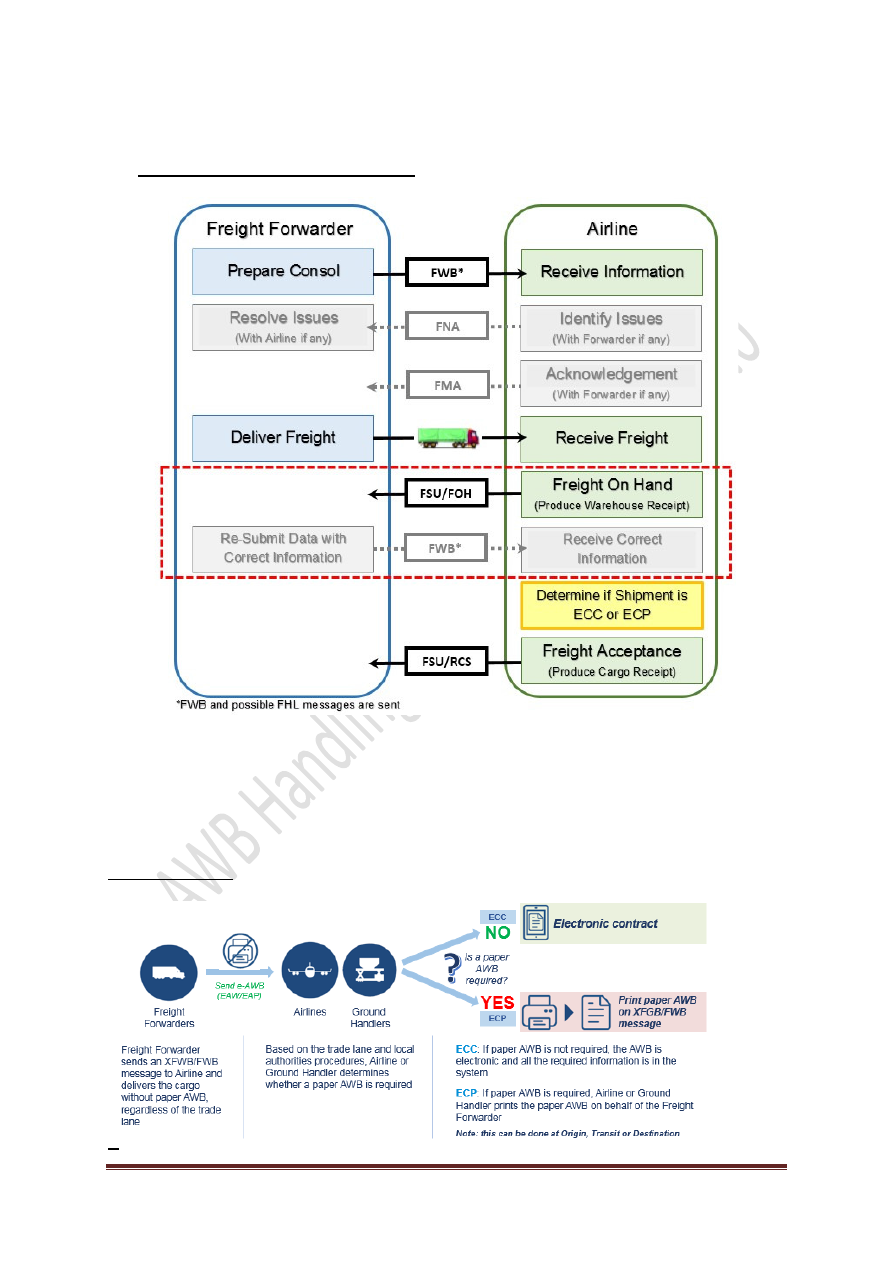 Freight Forwarder
Airline
Prepare Consol
FWB*
Receive Information
Resolve Issues
(With Airline if any)
FNA
Identify Issues
(With Forwarder if any)
FMA
Acknowledgement
(With Forwarder if any)
Deliver Freight
Receive Freight
FSU/FOH
Freight On Hand
(Produce Warehouse Receipt)
Re-Submit Data with
Correct Information
FWB*
Receive Correct
Information
Determine if Shipment is
ECC or ECP
FSU/RCS
Freight Acceptance
(Produce Cargo Receipt)
*FWB and possible FHL messages are sent
AWB Handling
Send e-AWB
(EAW/EAP)
Freight
Forwarders
Airlines
Ground
Handlers
? Is a paper
AWB
required?
ECC
NO
Electronic contract
YES
ECP
Print paper AWB
on XFGB/FWB
message
Freight Forwarder
sends an XFWB/FWB
message to Airline and
delivers the cargo
without paper AWB,
regardless of the trade
lane
Based on the trade lane and local
authorities procedures, Airline or
Ground Handler determines
whether a paper AWB is required
ECC: If paper AWB is not required, the AWB is
electronic and all the required information is in the
system
ECP: If paper AWB is required, Airline or Ground
Handler prints the paper AWB on behalf of the Freight
Forwarder
Note: this can be done at Origin, Transit or Destination